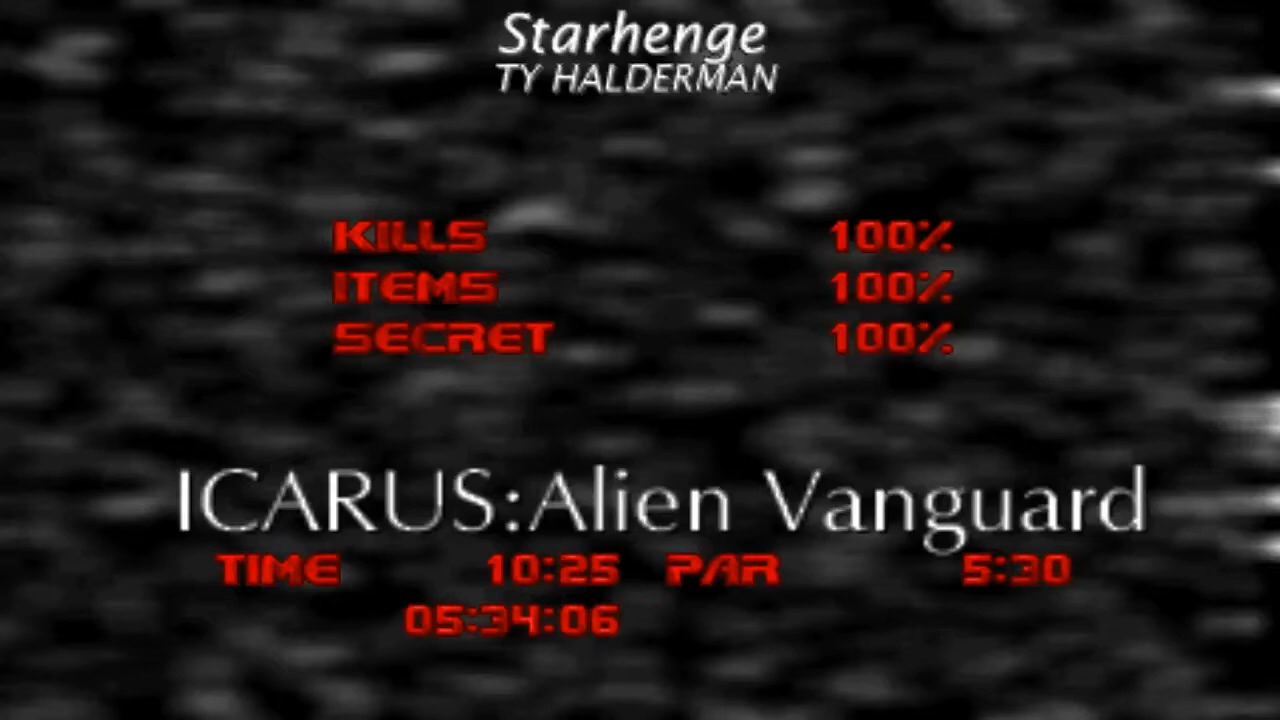 Starhenge
TY HALDERMAN
KILLS 100%
ITEMS 100%
SECRET 100%
ICARUS:Alien Vanguard
TIME 10:25 PAR 5:30
05:34:06